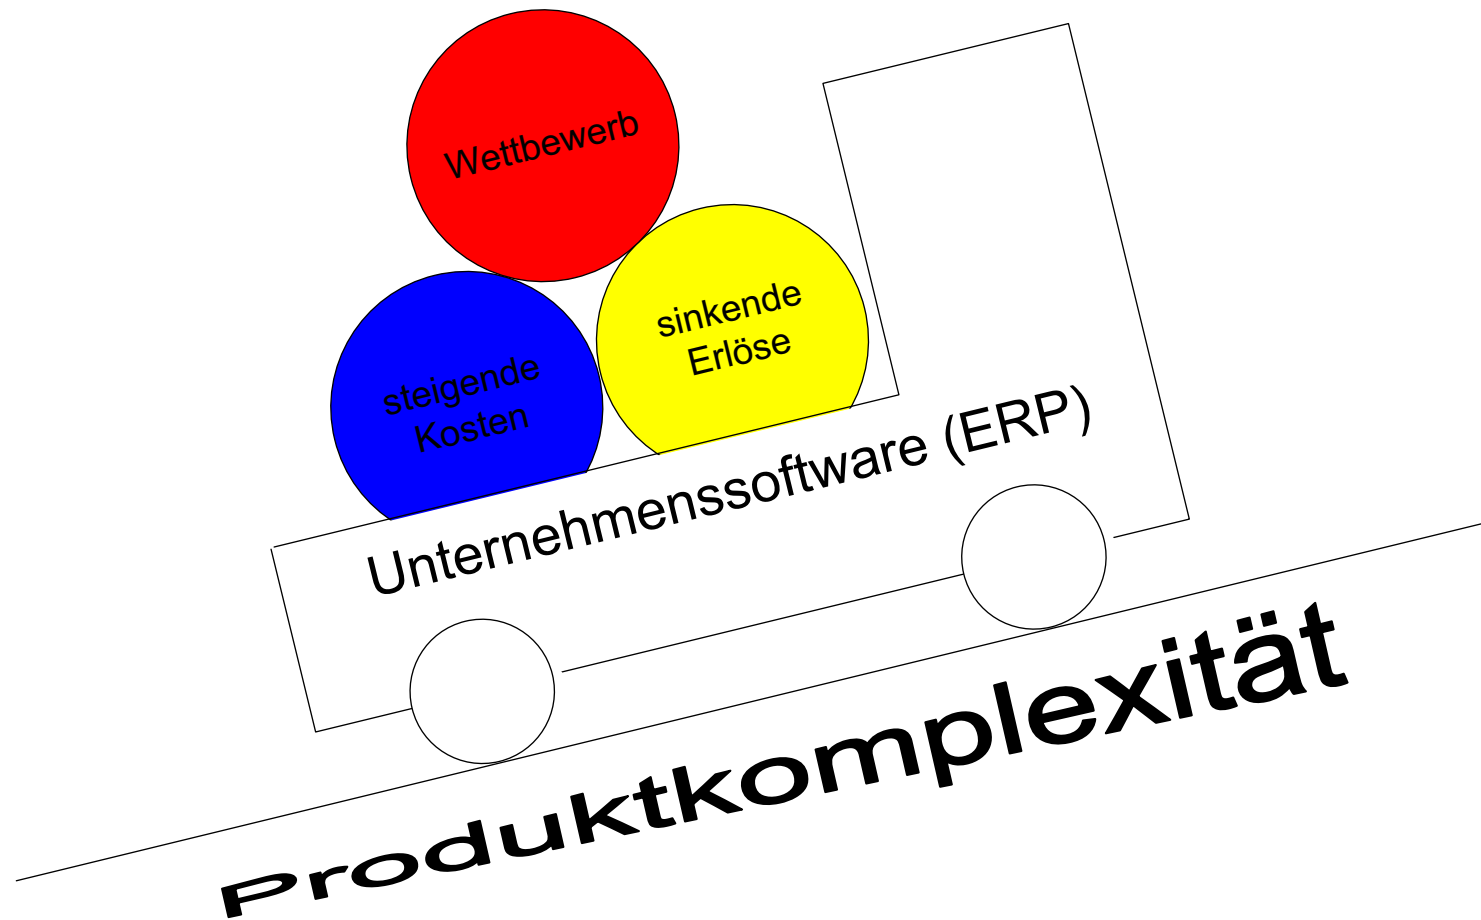 Wettbewerb
sinkende
Erlöse
steigende
Kosten
Unternehmenssoftware (ERP)
Produktkomplexität